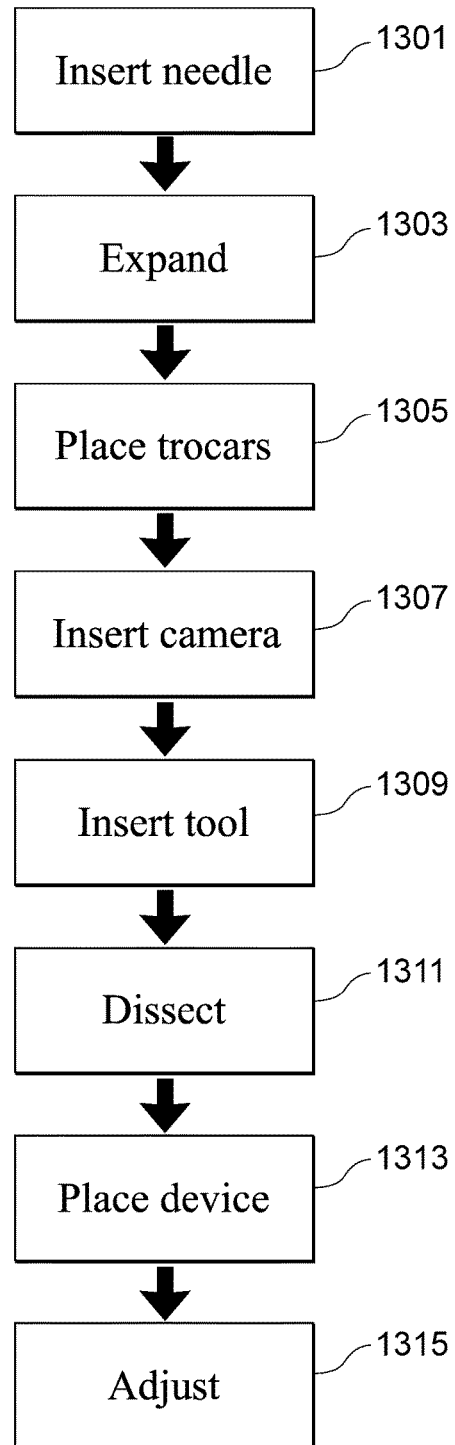 Insert needle
1301
Expand
1303
Place trocars
1305
Insert camera
1307
Insert tool
1309
Dissect
1311
Place device
1313
Adjust
1315